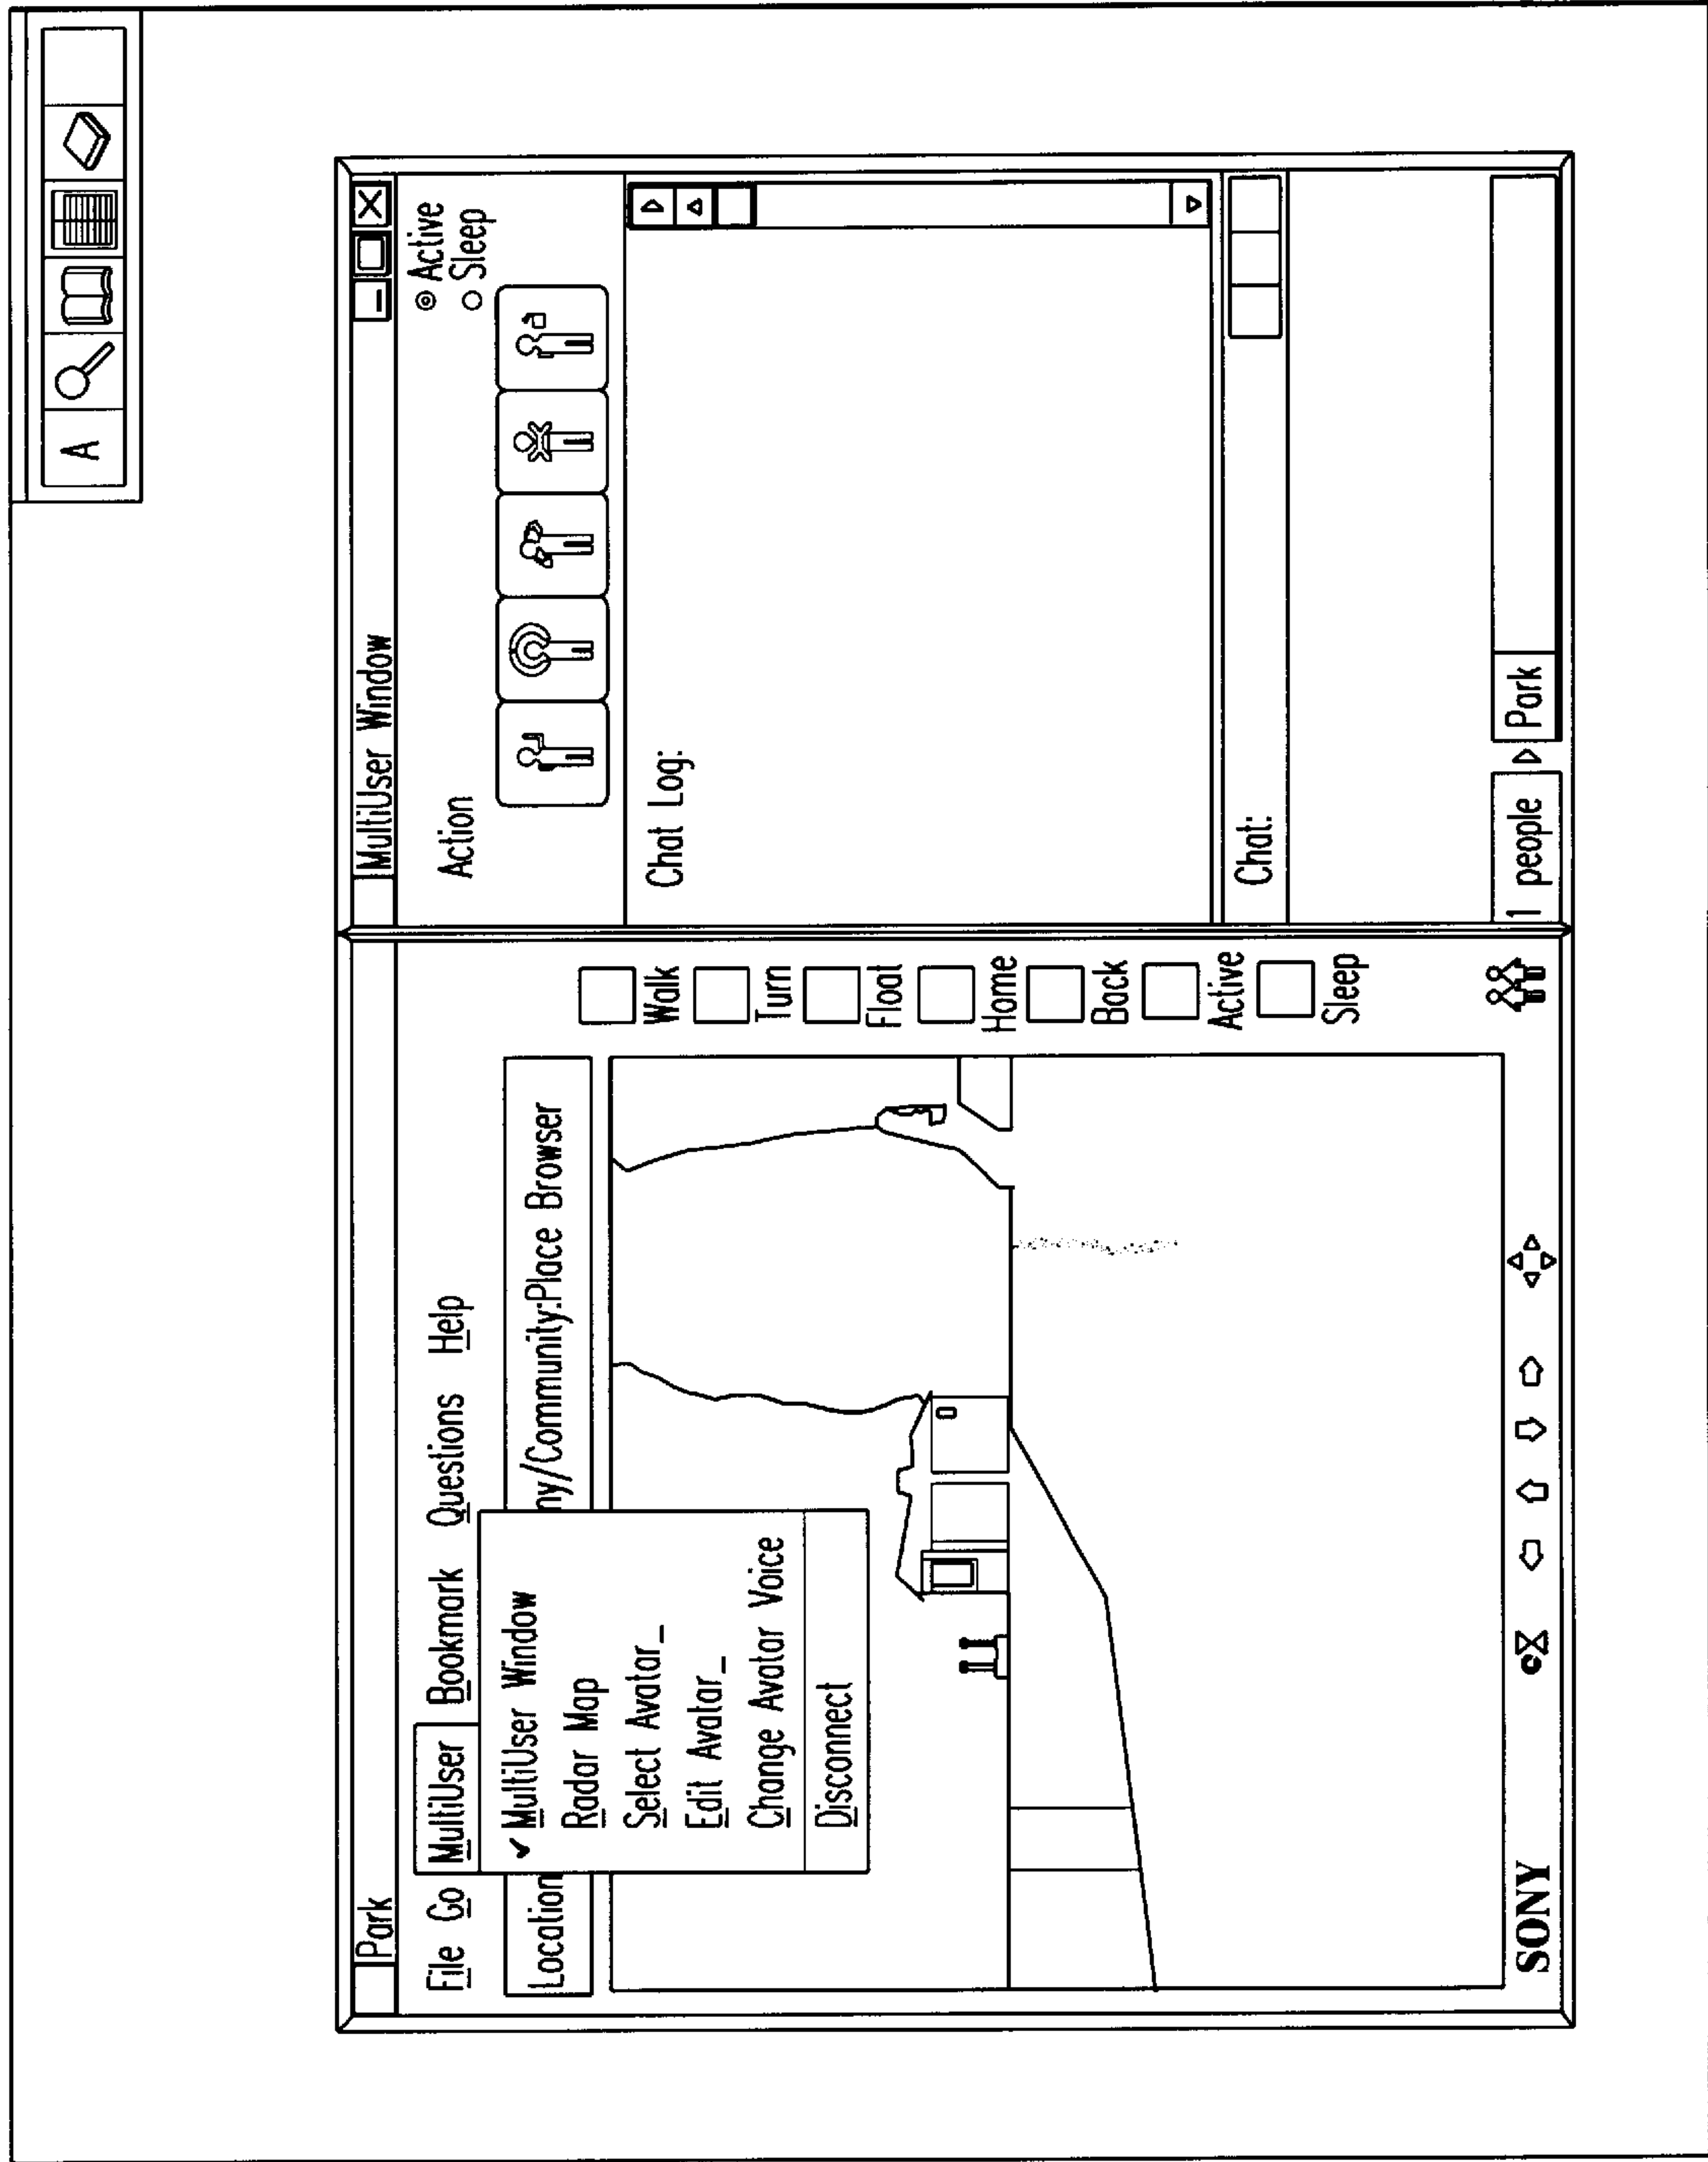 A
Park
File Go MultiUser Bookmark Questions Help
Location
ny/Community:Place Browser
✓MultiUser Window
Radar Map
Select Avatar_
Edit Avatar_
Change Avatar Voice
Disconnect
Walk
Turn
Float
Home
Back
Active
Sleep
SONY
MultiUser Window
Action
Active
Sleep
Chat Log:
Chat:
1 people
Park